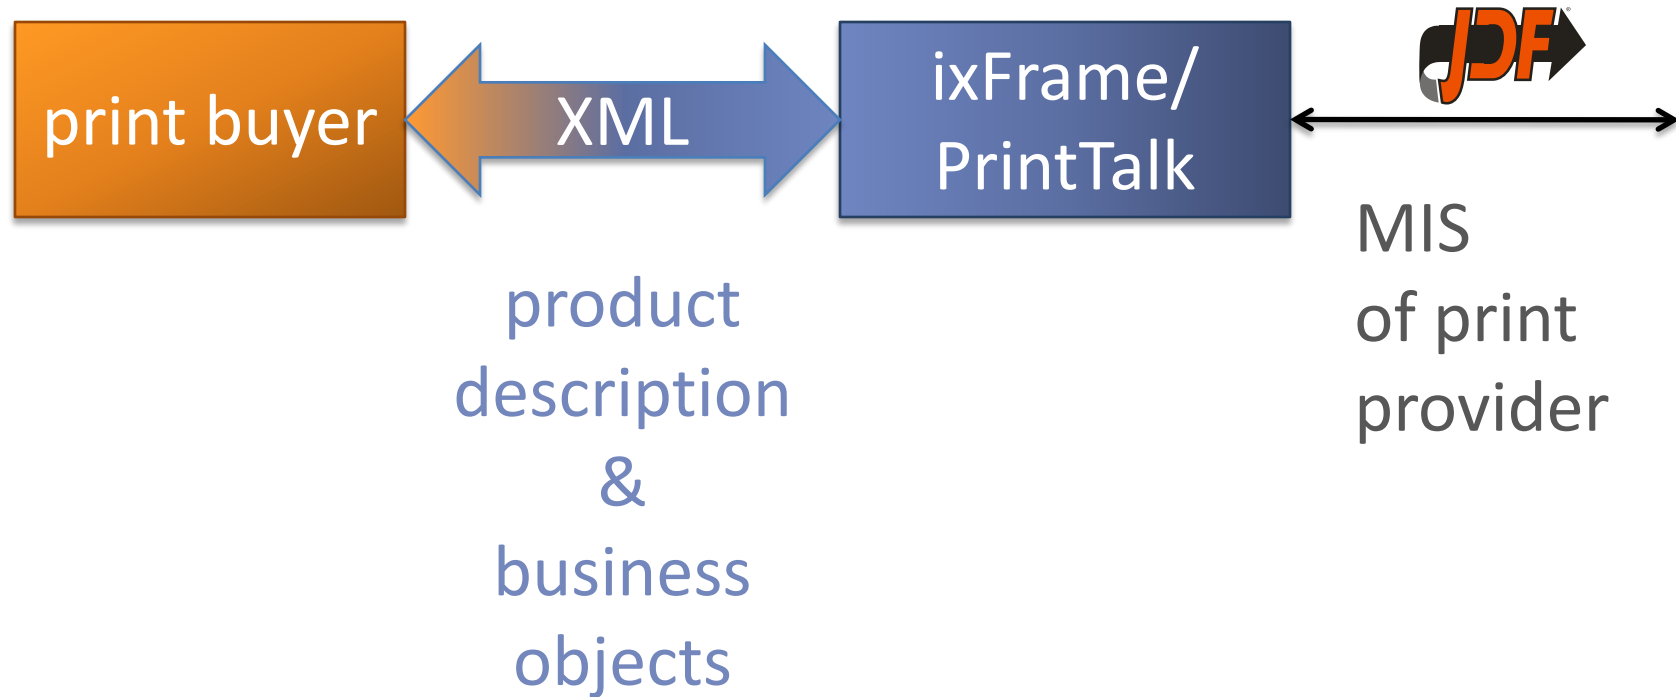 print buyer
XML
ixFrame/
PrintTalk
JDF®
MIS
of print
provider
product
description
&
business
objects